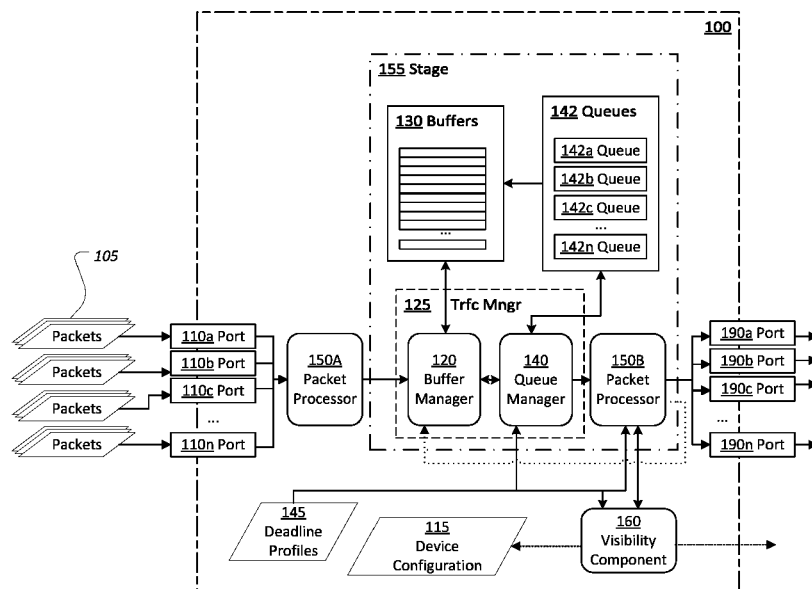 100
155 Stage
130 Buffers
...
142 Queues
142a Queue
142b Queue
142c Queue
...
142n Queue
105
Packets
Packets
Packets
Packets
110a Port
110b Port
110c Port
...
110n Port
150A
Packet
Processor
125 Trfc Mngr
120
Buffer
Manager
140
Queue
Manager
150B
Packet
Processor
190a Port
190b Port
190c Port
...
190n Port
145
Deadline
Profiles
115
Device
Configuration
160
Visibility
Component